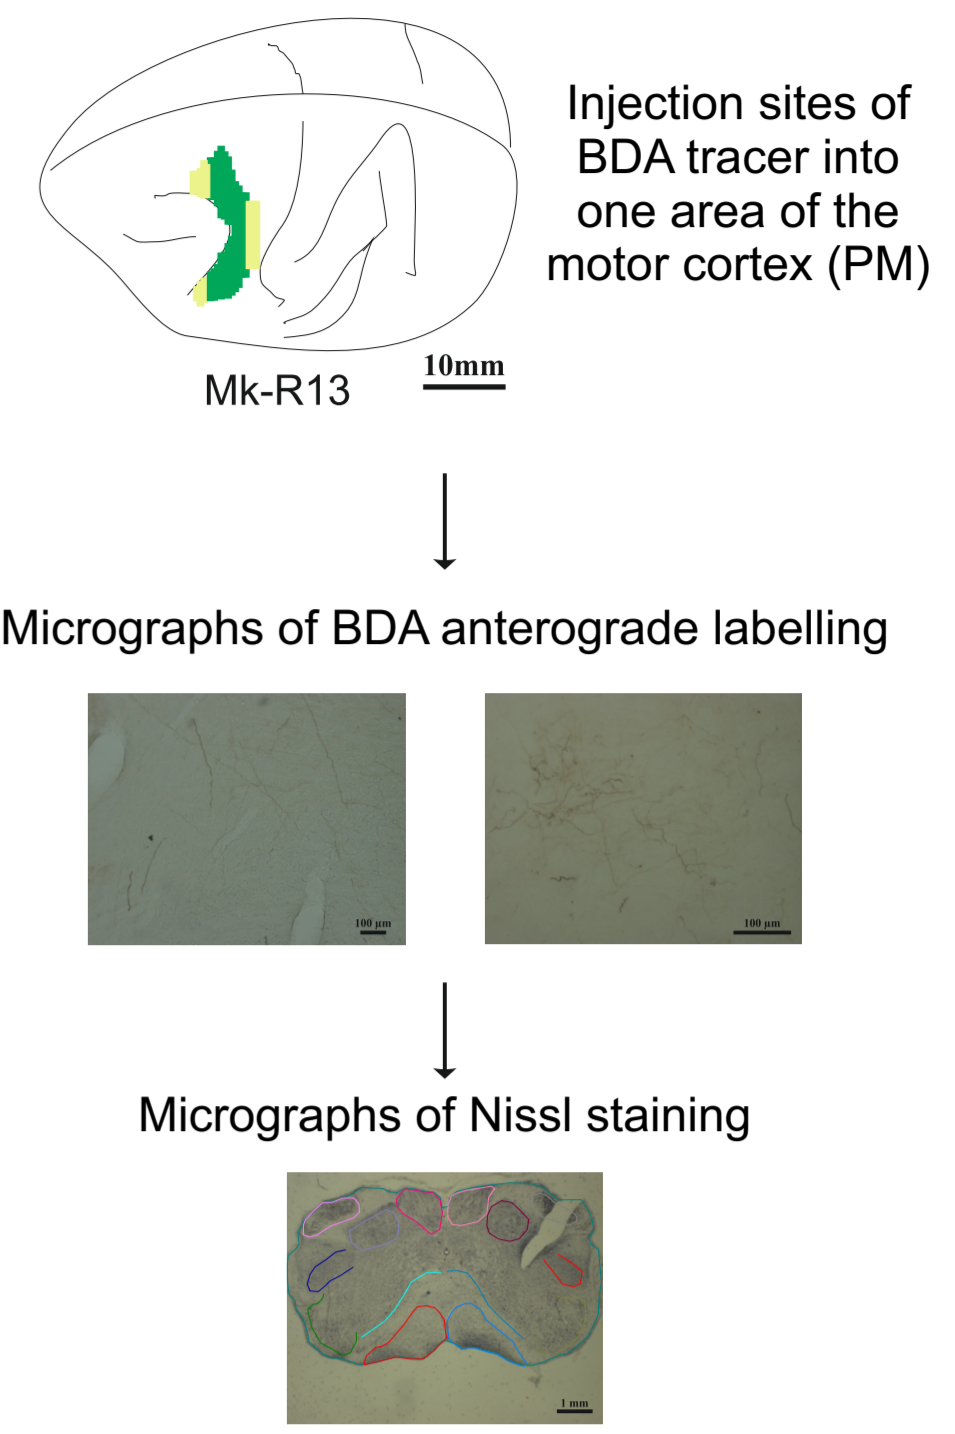 Injection sites of
BDA tracer into
one area of the
motor cortex (PM)
10mm
Mk-R13
Micrographs of BDA anterograde labelling
100 µm
100 µm
Micrographs of Nissl staining
1 mm